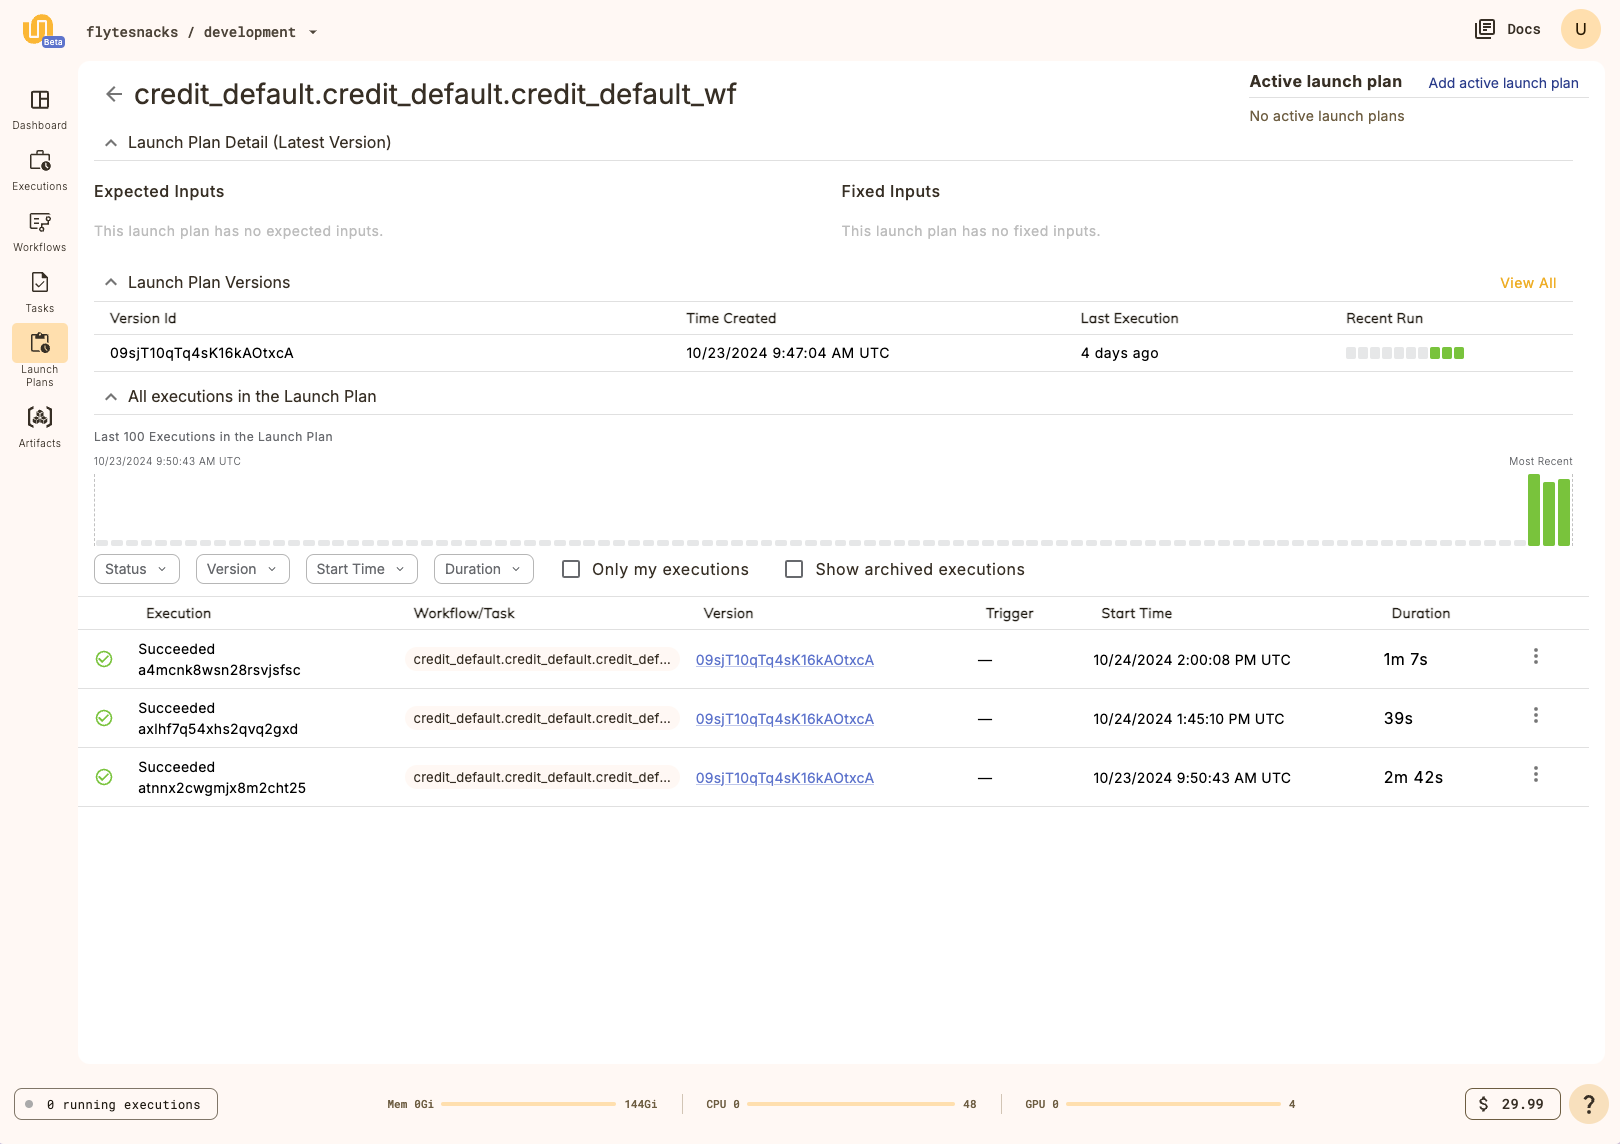 Beta
flytesnacks / development
Docs
U
Dashboard
Executions
Workflows
Tasks
Launch
Plans
Artifacts
credit_default.credit_default.credit_default_wf
Active launch plan Add active launch plan
No active launch plans
Launch Plan Detail (Latest Version)
Expected Inputs Fixed Inputs
This launch plan has no expected inputs. This launch plan has no fixed inputs.
Launch Plan Versions View All
Version Id Time Created Last Execution Recent Run
09sjT10qTq4sK16kAOtxcA 10/23/2024 9:47:04 AM UTC 4 days ago
All executions in the Launch Plan
Last 100 Executions in the Launch Plan
10/23/2024 9:50:43 AM UTC Most Recent
Status Version Start Time Duration Only my executions Show archived executions
Execution Workflow/Task Version Trigger Start Time Duration
Succeeded
a4mcnk8wsn28rsvjsfsc credit_default.credit_default.credit_def... 09sjT10qTq4sK16kAOtxcA — 10/24/2024 2:00:08 PM UTC 1m 7s
Succeeded
axlhf7q54xhs2qvq2gxd credit_default.credit_default.credit_def... 09sjT10qTq4sK16kAOtxcA — 10/24/2024 1:45:10 PM UTC 39s
Succeeded
atnnx2cwgmjx8m2cht25 credit_default.credit_default.credit_def... 09sjT10qTq4sK16kAOtxcA — 10/23/2024 9:50:43 AM UTC 2m 42s
0 running executions Mem 0Gi 144Gi CPU 0 48 GPU 0 4 $ 29.99 ?